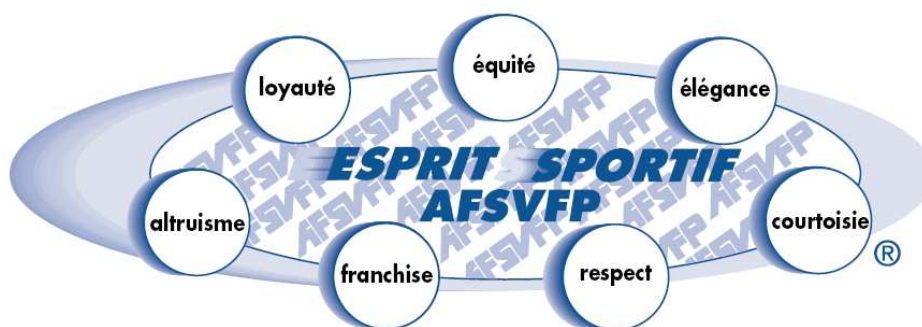 équité
loyauté
élégance
ESPRIT SPORTIF
AFSVFP
altruisme
courtoisie
franchise
respect
®